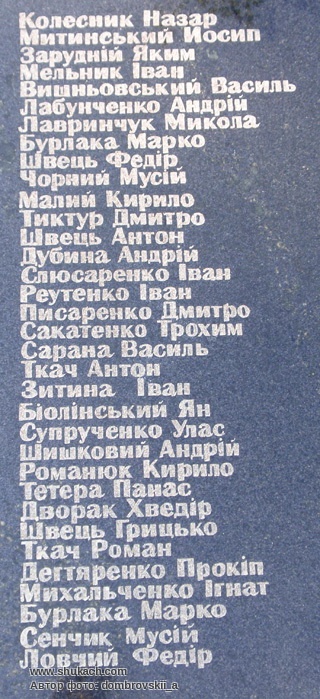 Колесник Назар
Митинський Йосип
Зарудній Яким
Мельник Іван
Вишньовський Василь
Лабунченко Андрій
Лавринчук Микола
Бурлака Марко
Швець Федір
Чорний Мусій
Малий Кирило
Тиктур Дмитро
Швець Антон
Дубина Андрій
Слюсаренко Іван
Реутенко Іван
Писаренко Дмитро
Сакатенко Трохим
Сарана Василь
Ткач Антон
Зитина Іван
Біолінський Ян
Супрученко Улас
Шишковий Андрій
Романюк Кирило
Тетера Панас
Дворак Хведір
Швець Грицько
Ткач Роман
Дегтяренко Прокіп
Михальченко Ігнат
Бурлака Марко
Сенчик Мусій
Ловчий Федір
www.shukach.com
Автор фото: dombrovskii_a